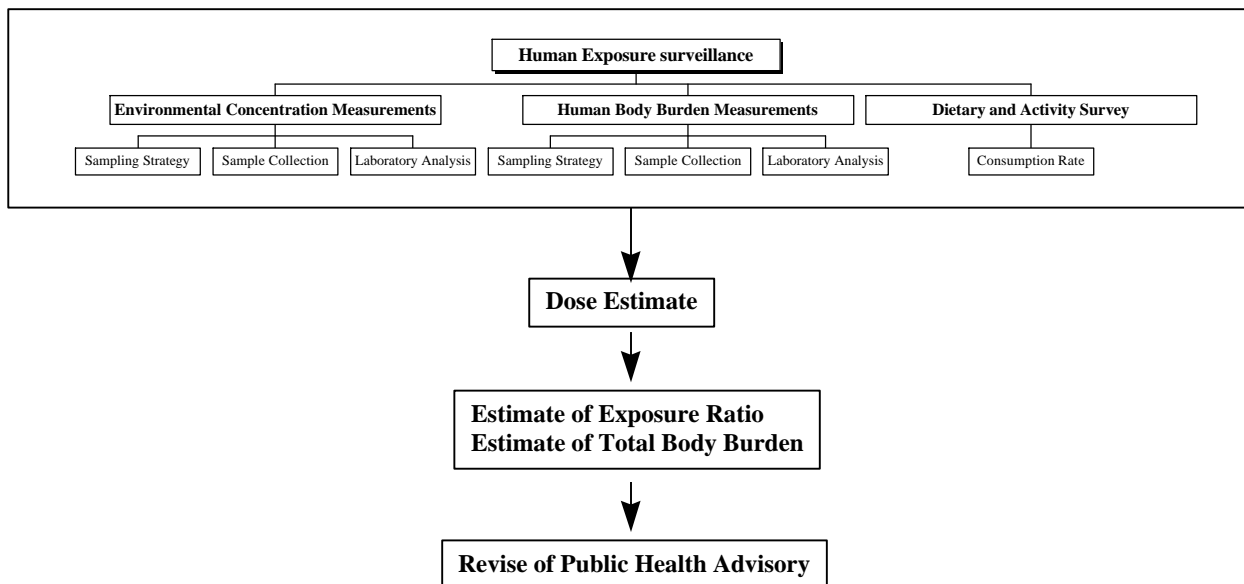 Human Exposure surveillance
Environmental Concentration Measurements
Human Body Burden Measurements
Dietary and Activity Survey
Sampling Strategy
Sample Collection
Laboratory Analysis
Sampling Strategy
Sample Collection
Laboratory Analysis
Consumption Rate
Dose Estimate
Estimate of Exposure Ratio
Estimate of Total Body Burden
Revise of Public Health Advisory